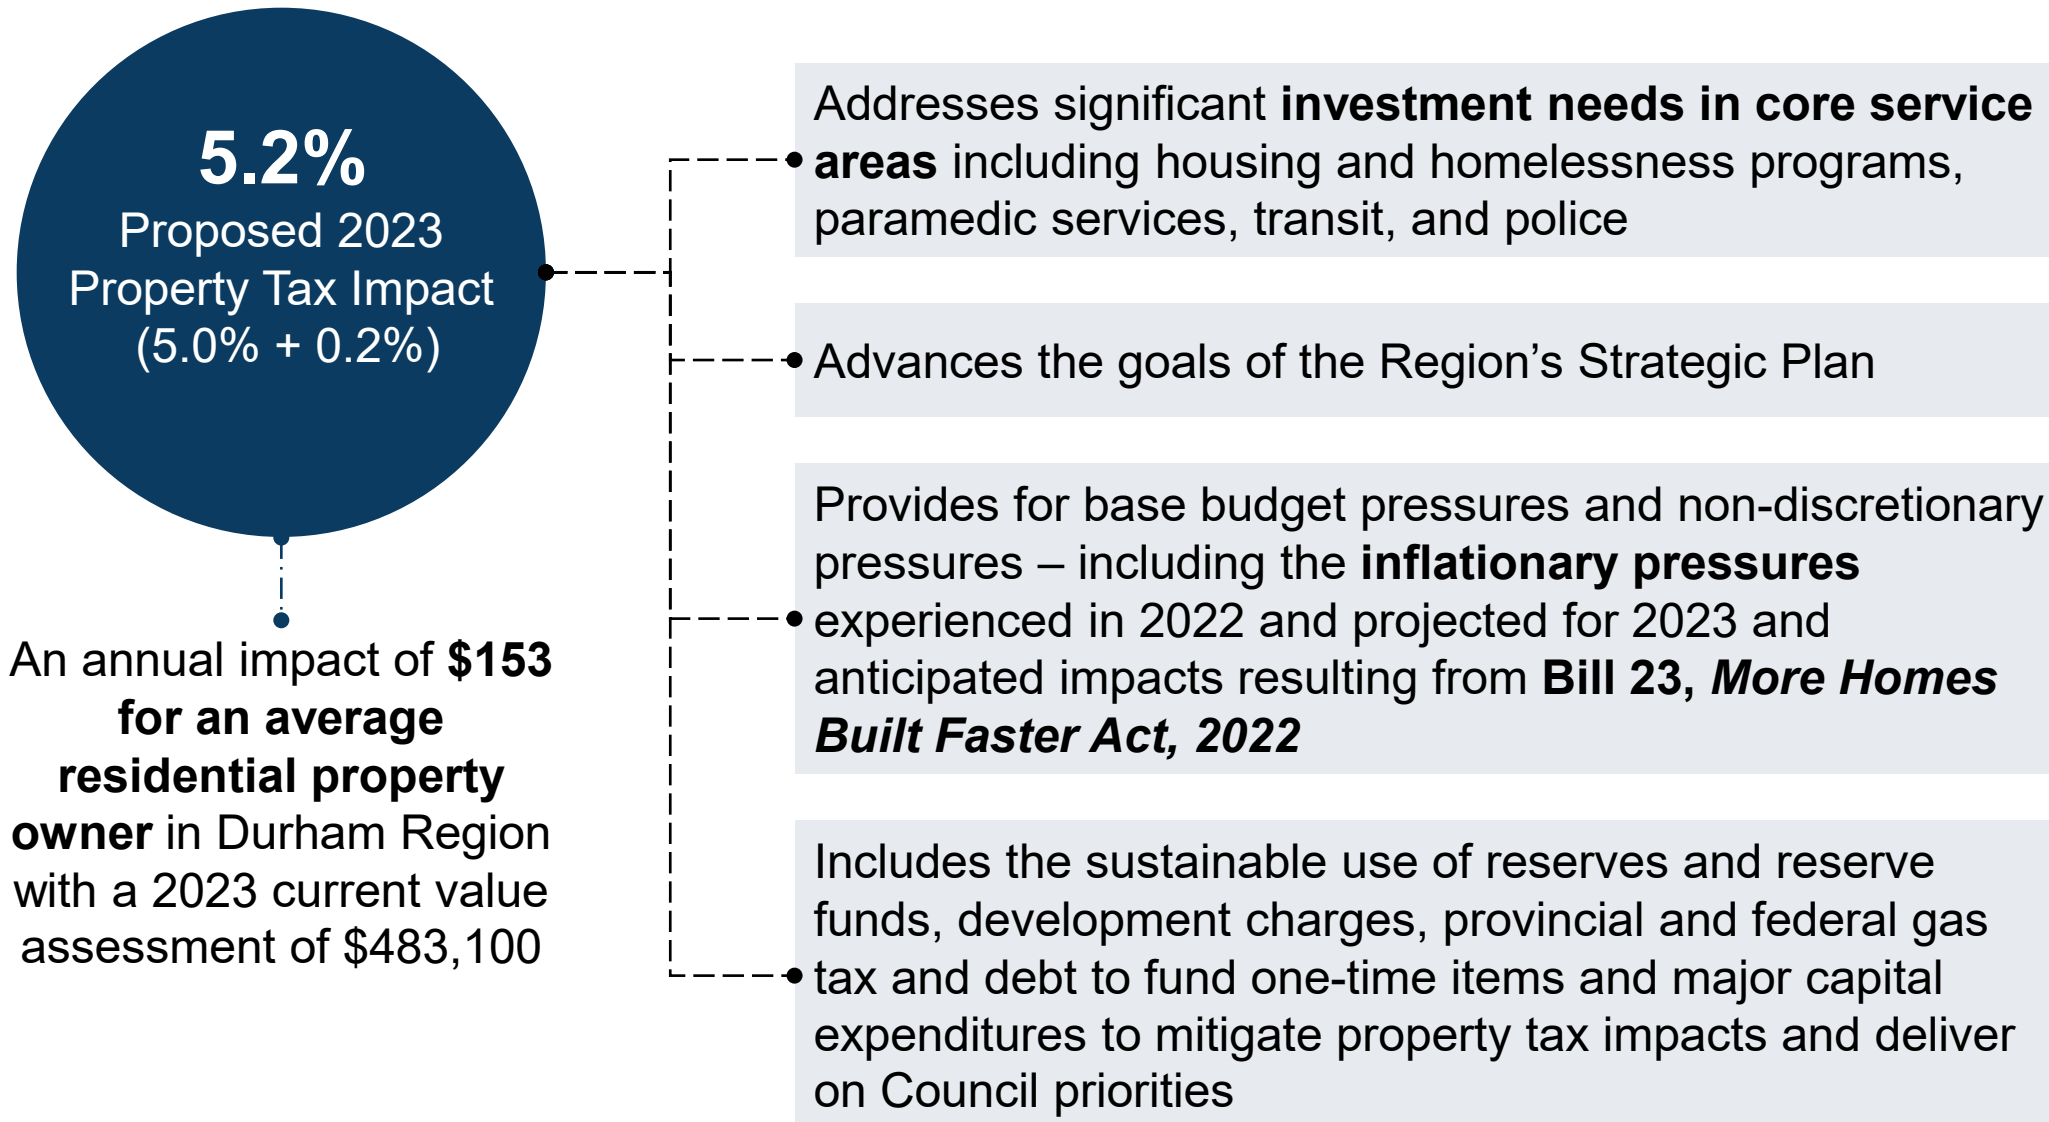 5.2%
Proposed 2023
Property Tax Impact
(5.0% + 0.2%)
An annual impact of $153
for an average
residential property
owner in Durham Region
with a 2023 current value
assessment of $483,100
Addresses significant investment needs in core service
areas including housing and homelessness programs,
paramedic services, transit, and police
Advances the goals of the Region’s Strategic Plan
Provides for base budget pressures and non-discretionary
pressures – including the inflationary pressures
experienced in 2022 and projected for 2023 and
anticipated impacts resulting from Bill 23, More Homes
Built Faster Act, 2022
Includes the sustainable use of reserves and reserve
funds, development charges, provincial and federal gas
tax and debt to fund one-time items and major capital
expenditures to mitigate property tax impacts and deliver
on Council priorities